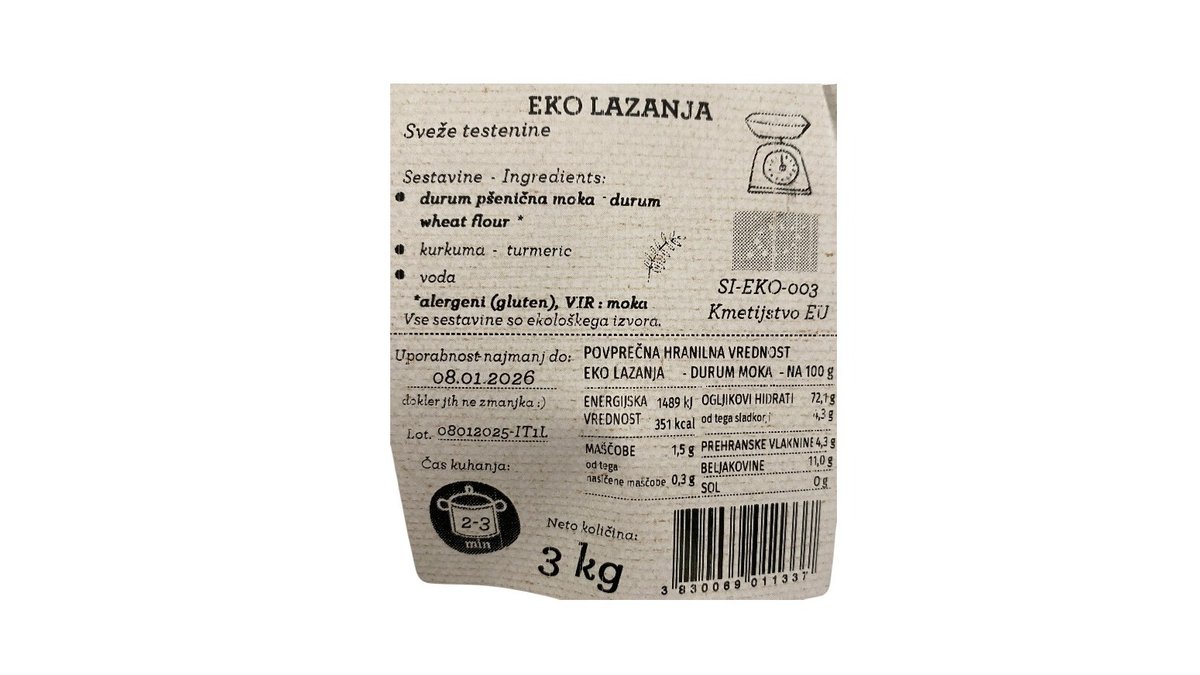 EKO LAZANJA
Sveže testenine
Sestavine - Ingredients:
durum pšenična moka - durum
wheat flour *
kurkuma - turmeric
voda
*alergeni (gluten), VIR : moka
Vse sestavine so ekološkega izvora.
SI-EKO-003
Kmetijstvo EU
Uporabnost najmanj do:
08.01.2026
dokler jih ne zmanjka :)
Lot. 08012025-IT1L
Čas kuhanja:
2-3
min
POVPREČNA HRANILNA VREDNOST
EKO LAZANJA - DURUM MOKA - NA 100 g
ENERGIJSKA VREDNOST 1489 kJ
351 kcal
MAŠČOBE 1,5 g
od tega
nasičene maščobe 0,3 g
OGLJIKOVI HIDRATI 72,1 g
od tega sladkorji 4,3 g
PREHRANSKE VLAKNINE 4,3 g
BELJAKOVINE 11,0 g
SOL 0 g
Neto količina:
3 kg
3 830069 011337